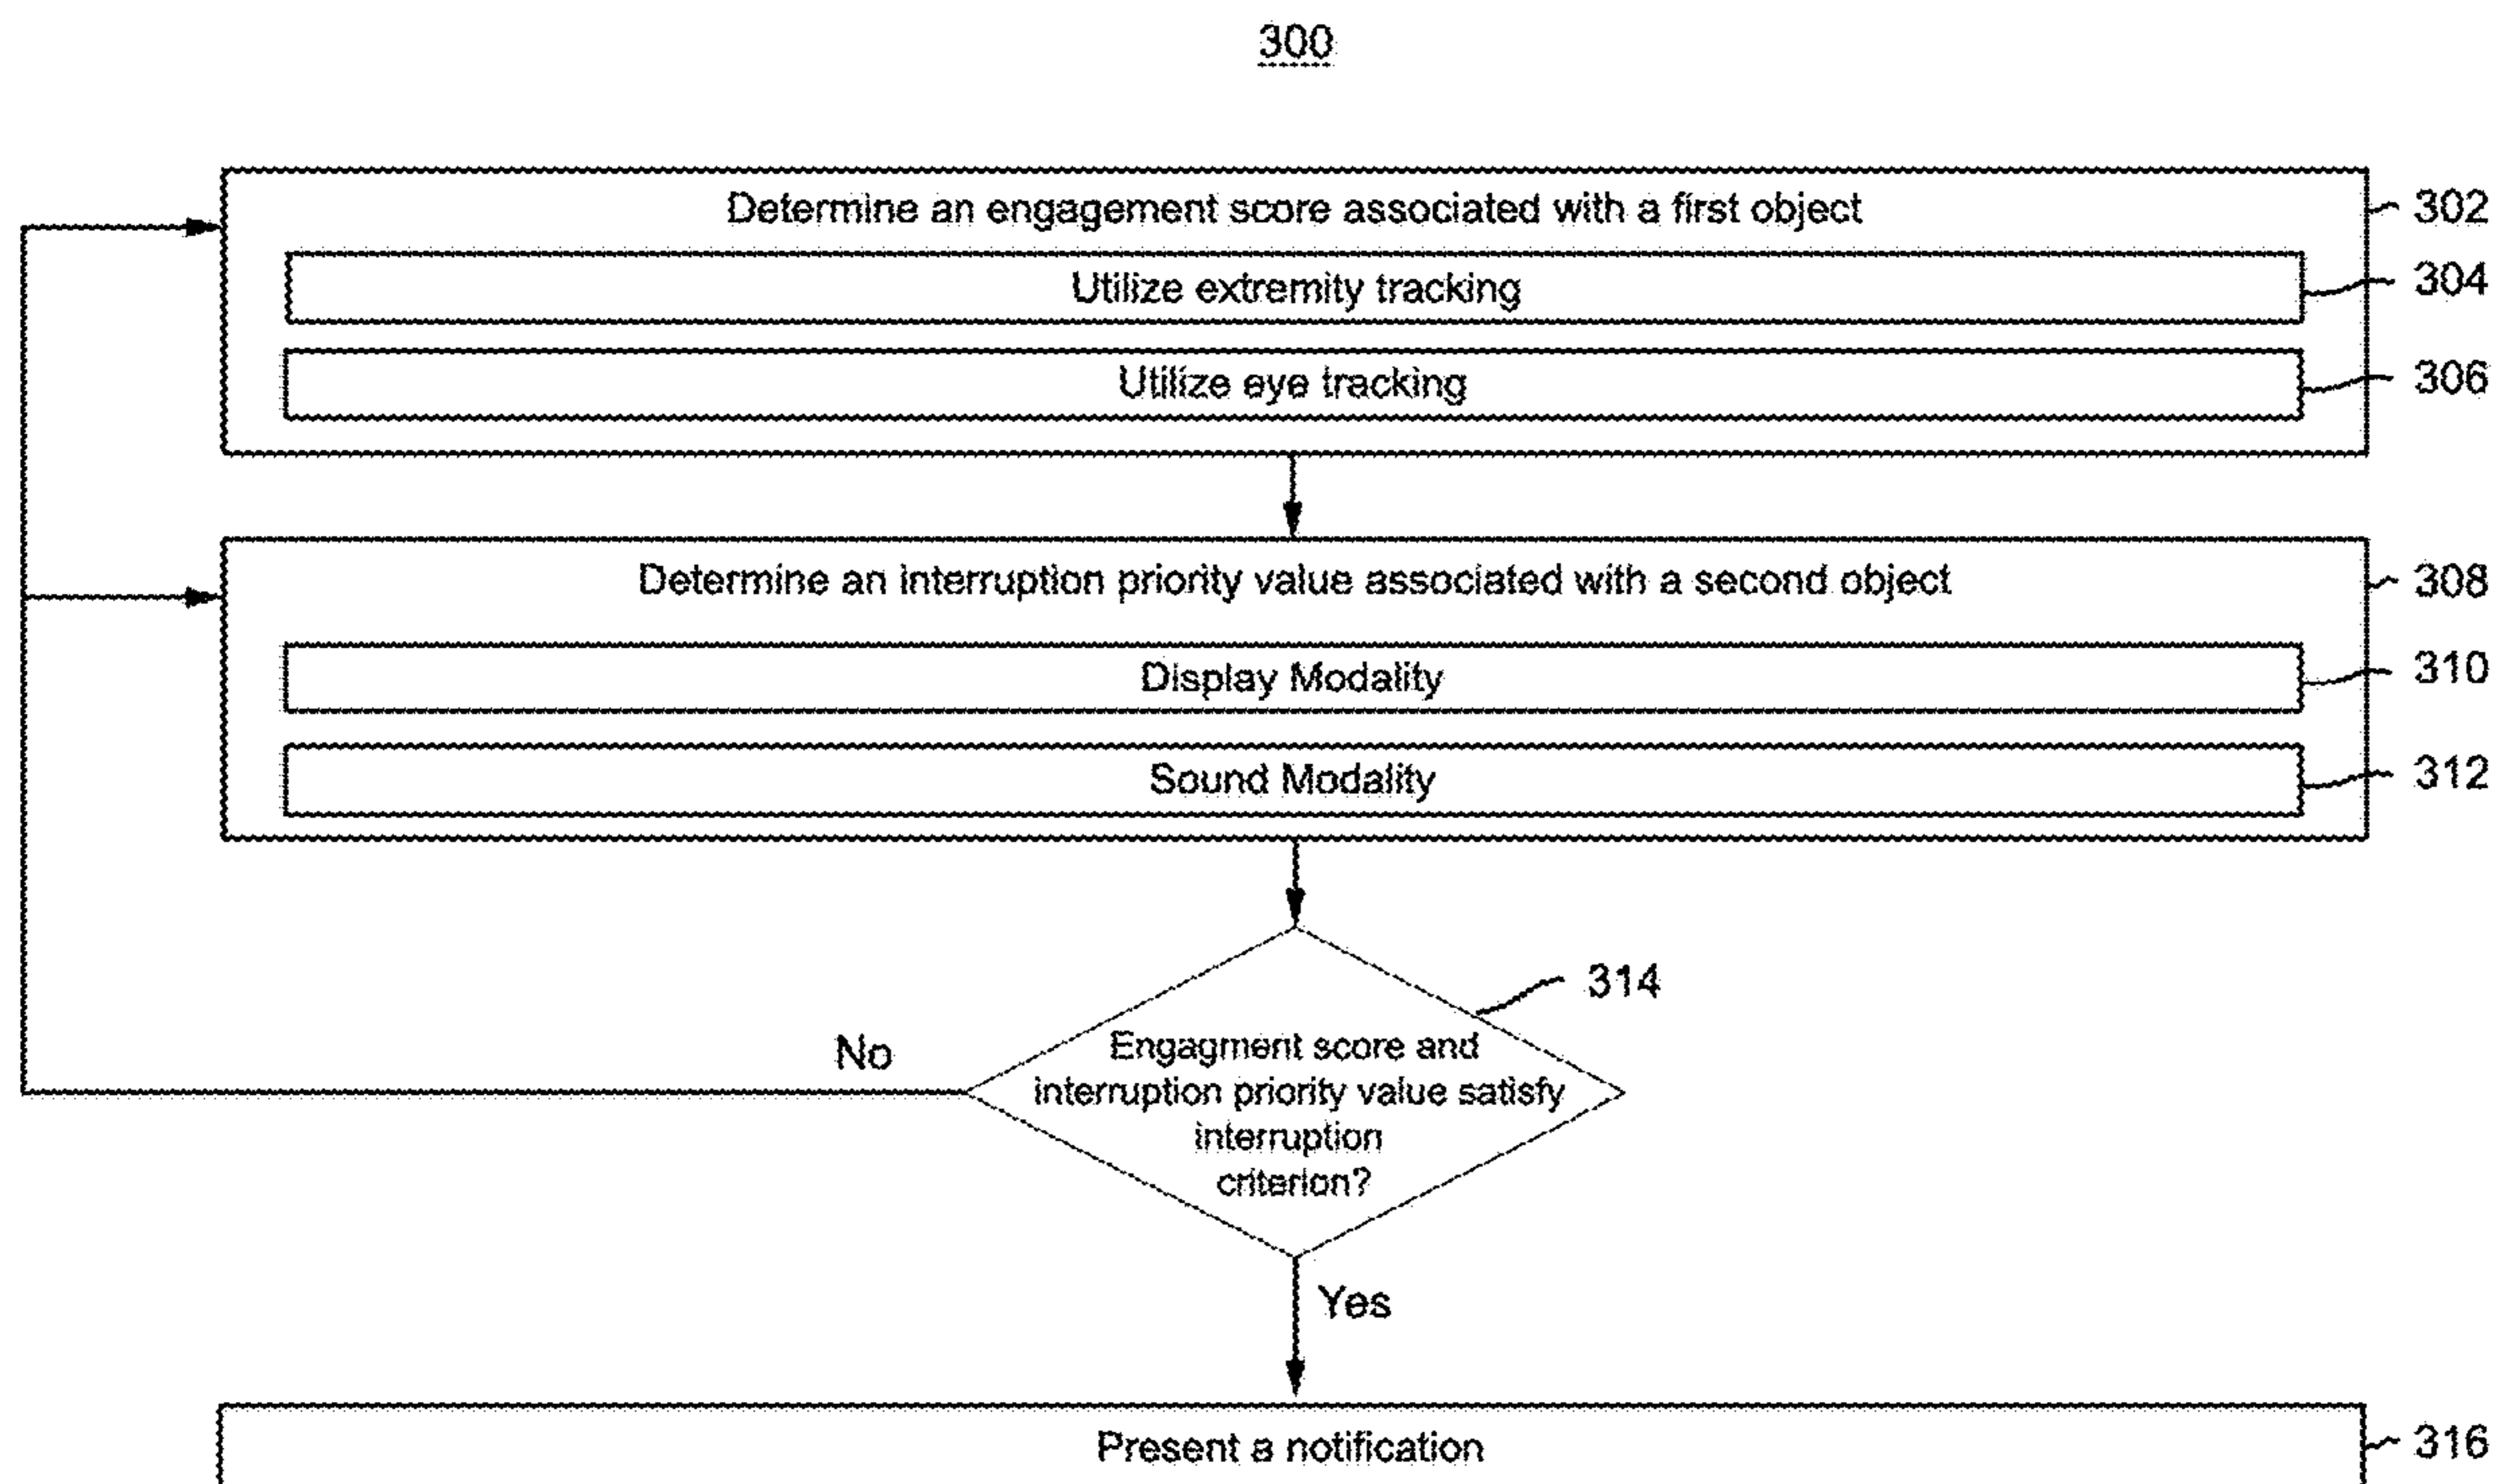 300
Determine an engagement score associated with a first object
302
Utilize extremity tracking
304
Utilize eye tracking
306
Determine an interruption priority value associated with a second object
308
Display Modality
310
Sound Modality
312
314
Engagment score and
interruption priority value satisfy
interruption
criterion?
No
Yes
Present a notification
316